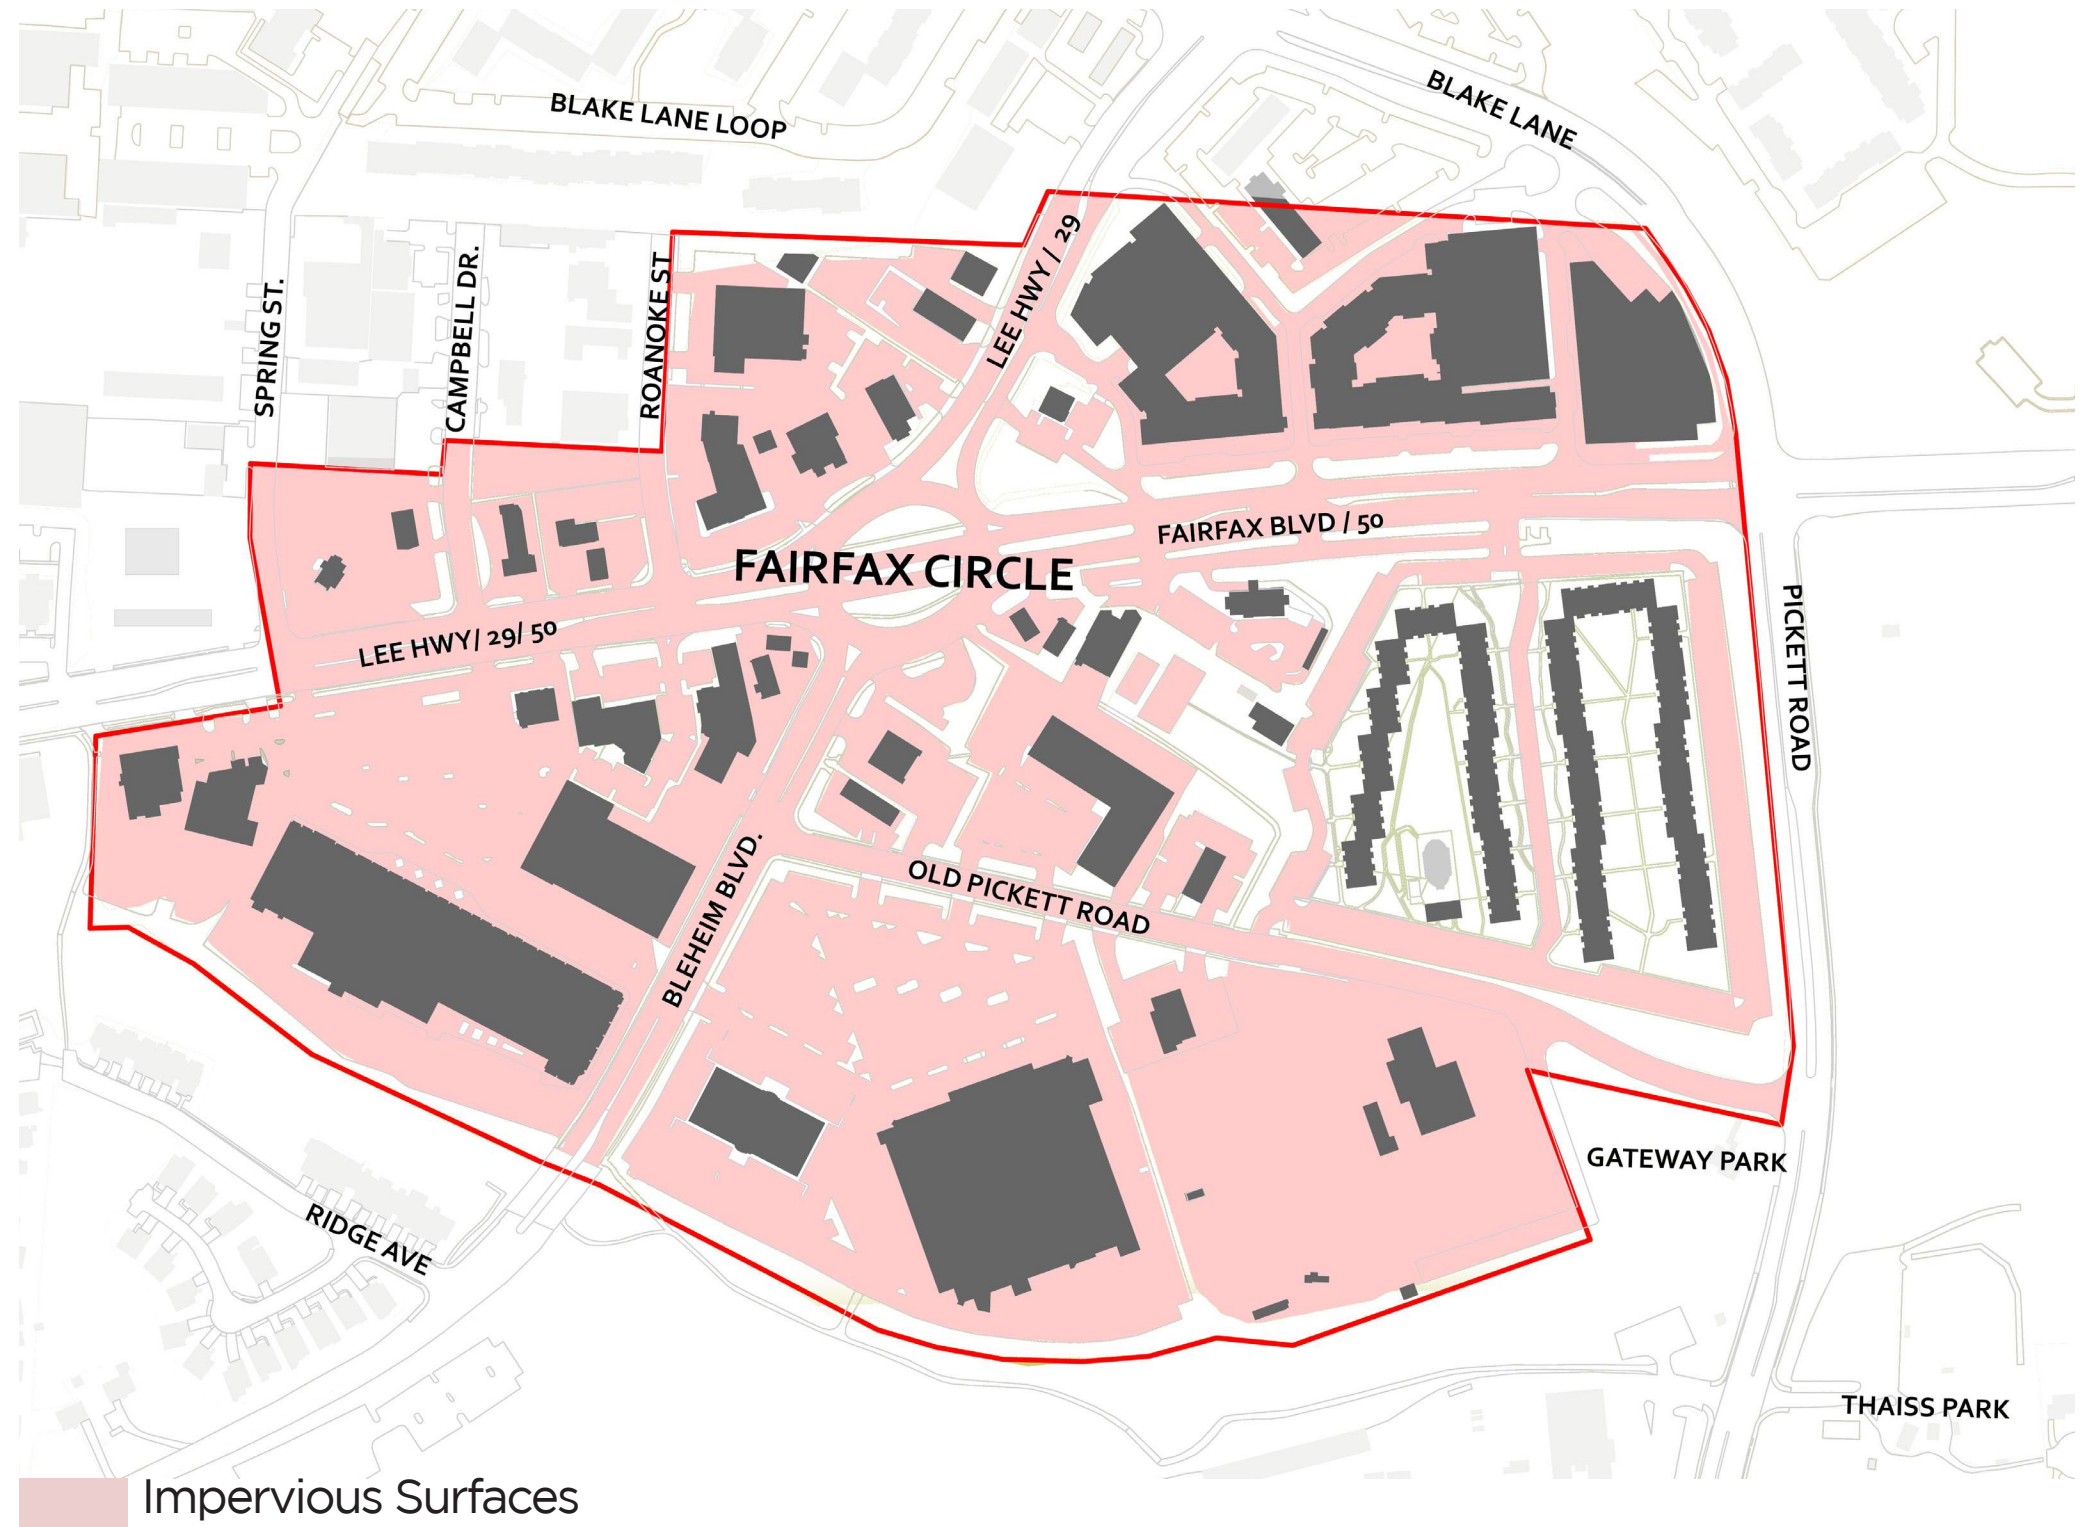 BLAKE LANE LOOP
BLAKE LANE
LEE HWY / 29
SPRING ST.
CAMPBELL DR.
ROANOKE ST
FAIRFAX BLVD / 50
FAIRFAX CIRCLE
LEE HWY/ 29/ 50
PICKETT ROAD
BLEHEIM BLVD.
OLD PICKETT ROAD
GATEWAY PARK
RIDGE AVE
THAISS PARK
Impervious Surfaces